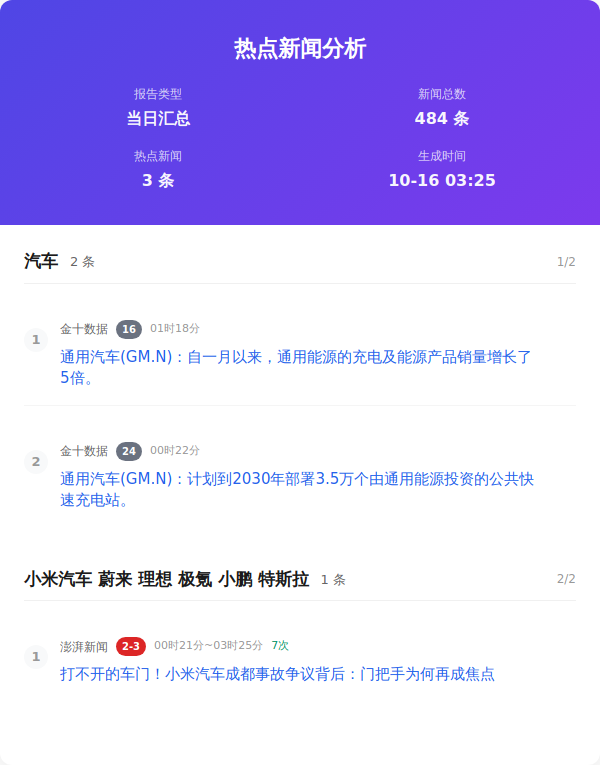 热点新闻分析
报告类型
当日汇总
新闻总数
484 条
热点新闻
3 条
生成时间
10-16 03:25
汽车 2 条 1/2
1 金十数据 16 01时18分
通用汽车(GM.N)：自一月以来，通用能源的充电及能源产品销量增长了
5倍。
2 金十数据 24 00时22分
通用汽车(GM.N)：计划到2030年部署3.5万个由通用能源投资的公共快
速充电站。
小米汽车 蔚来 理想 极氪 小鹏 特斯拉 1 条 2/2
1 澎湃新闻 2-3 00时21分~03时25分 7次
打不开的车门！小米汽车成都事故争议背后：门把手为何再成焦点